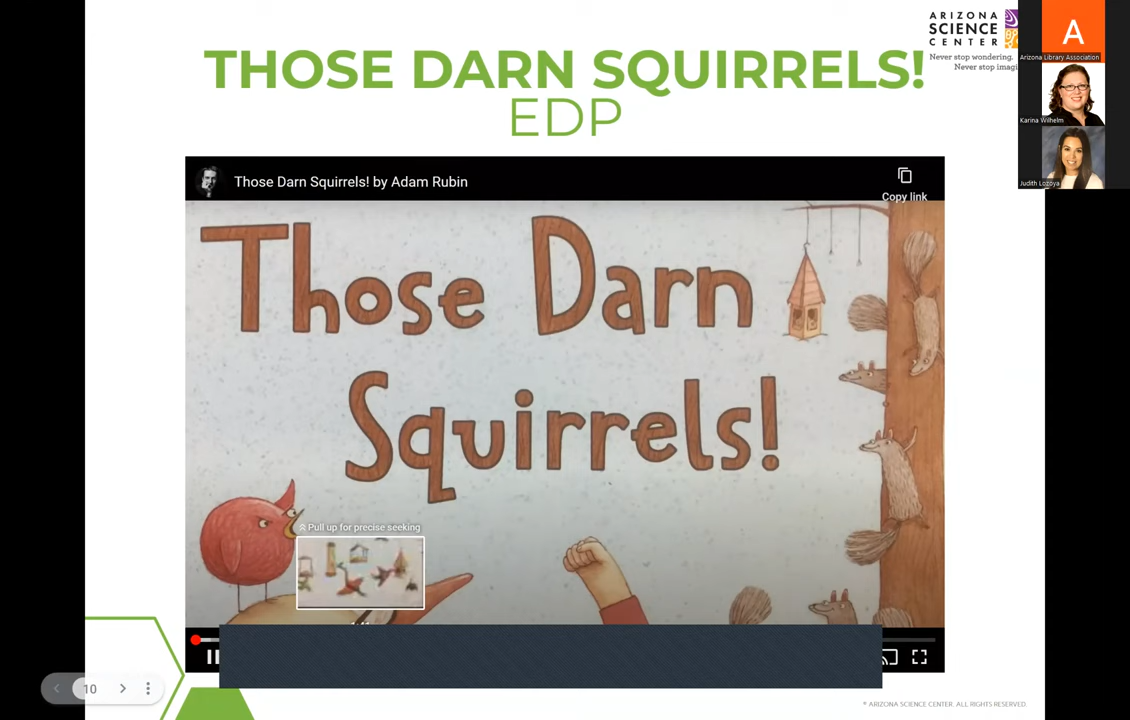 THOSE DARN SQUIRRELS!
EDP
ARIZONA
SCIENCE
CENTER
Never stop wondering.
Never stop imagi
A
Arizona Library Association
Karina Wilhelm
Judith Lozoya
Those Darn Squirrels! by Adam Rubin
Copy link
Those Darn
Squirrels!
Pull up for precise seeking
10
© ARIZONA SCIENCE CENTER. ALL RIGHTS RESERVED.